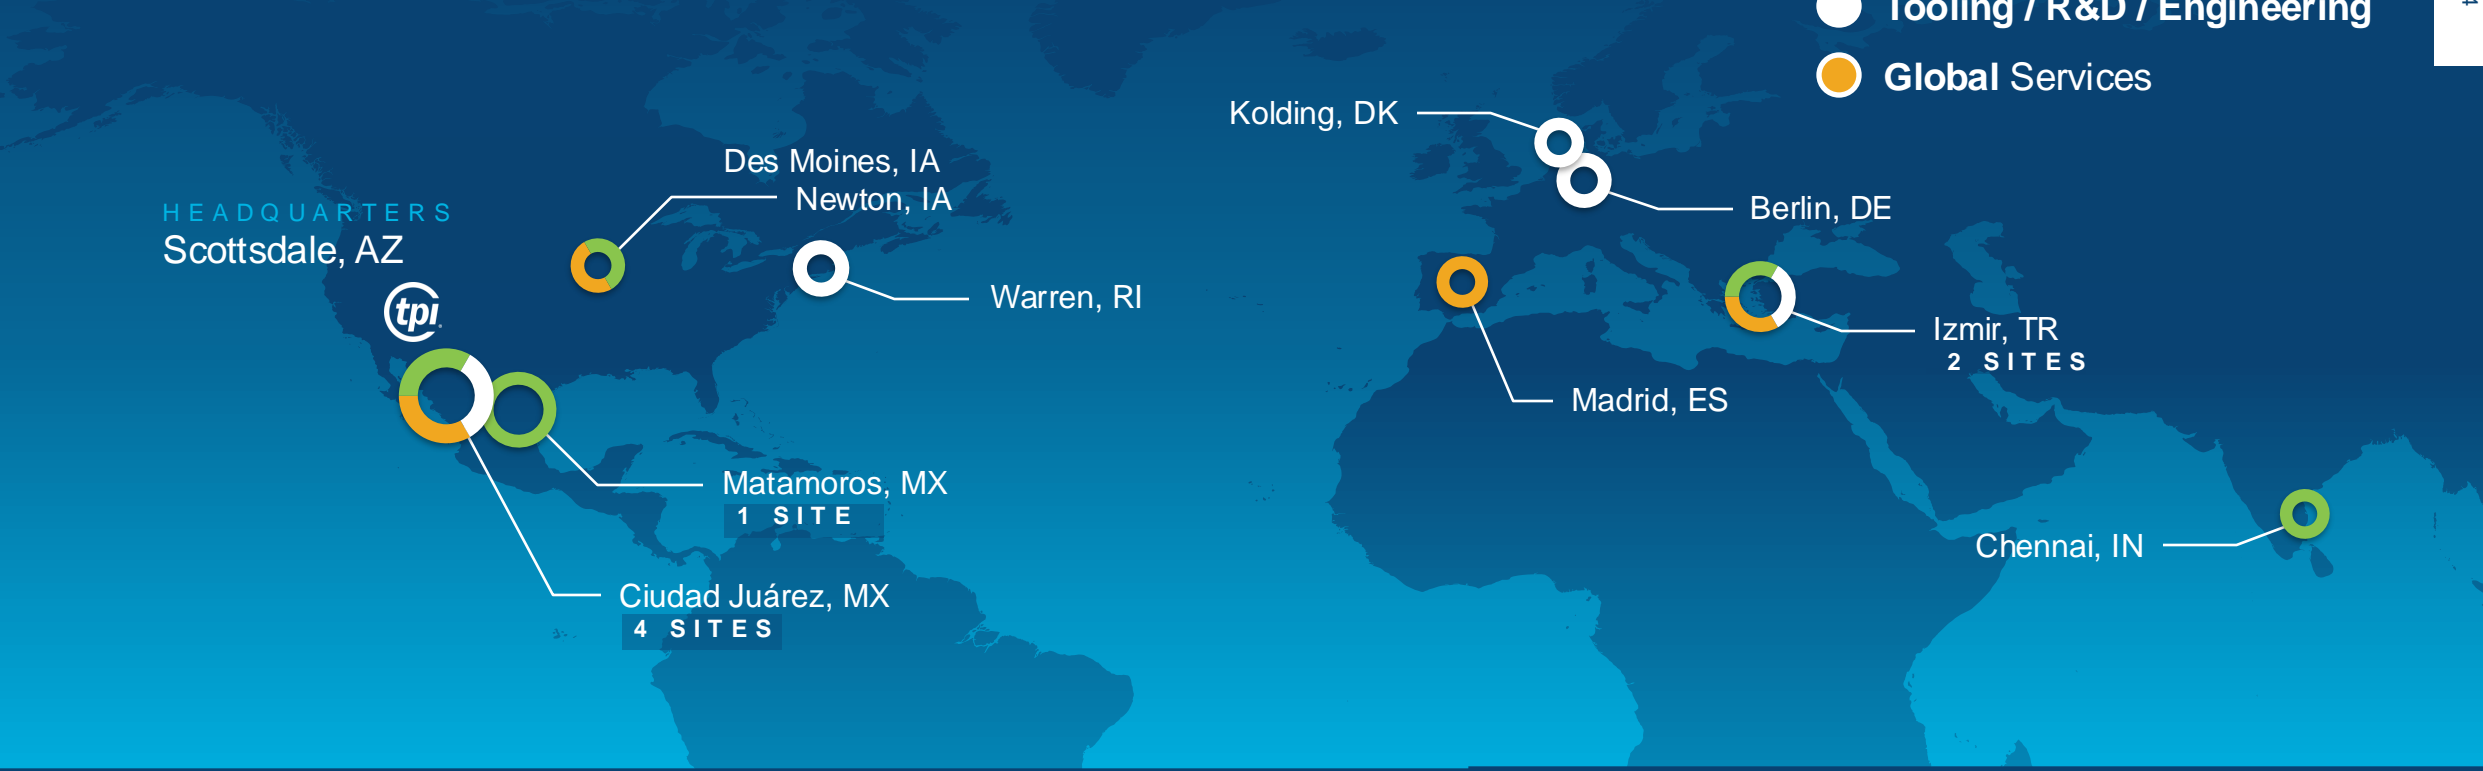 Tooling / R&D / Engineering
Global Services
Kolding, DK
Des Moines, IA
Newton, IA
HEADQUARTERS
Scottsdale, AZ
tpi
Berlin, DE
Warren, RI
Izmir, TR
2 SITES
Madrid, ES
Matamoros, MX
1 SITE
Chennai, IN
Ciudad Juárez, MX
4 SITES